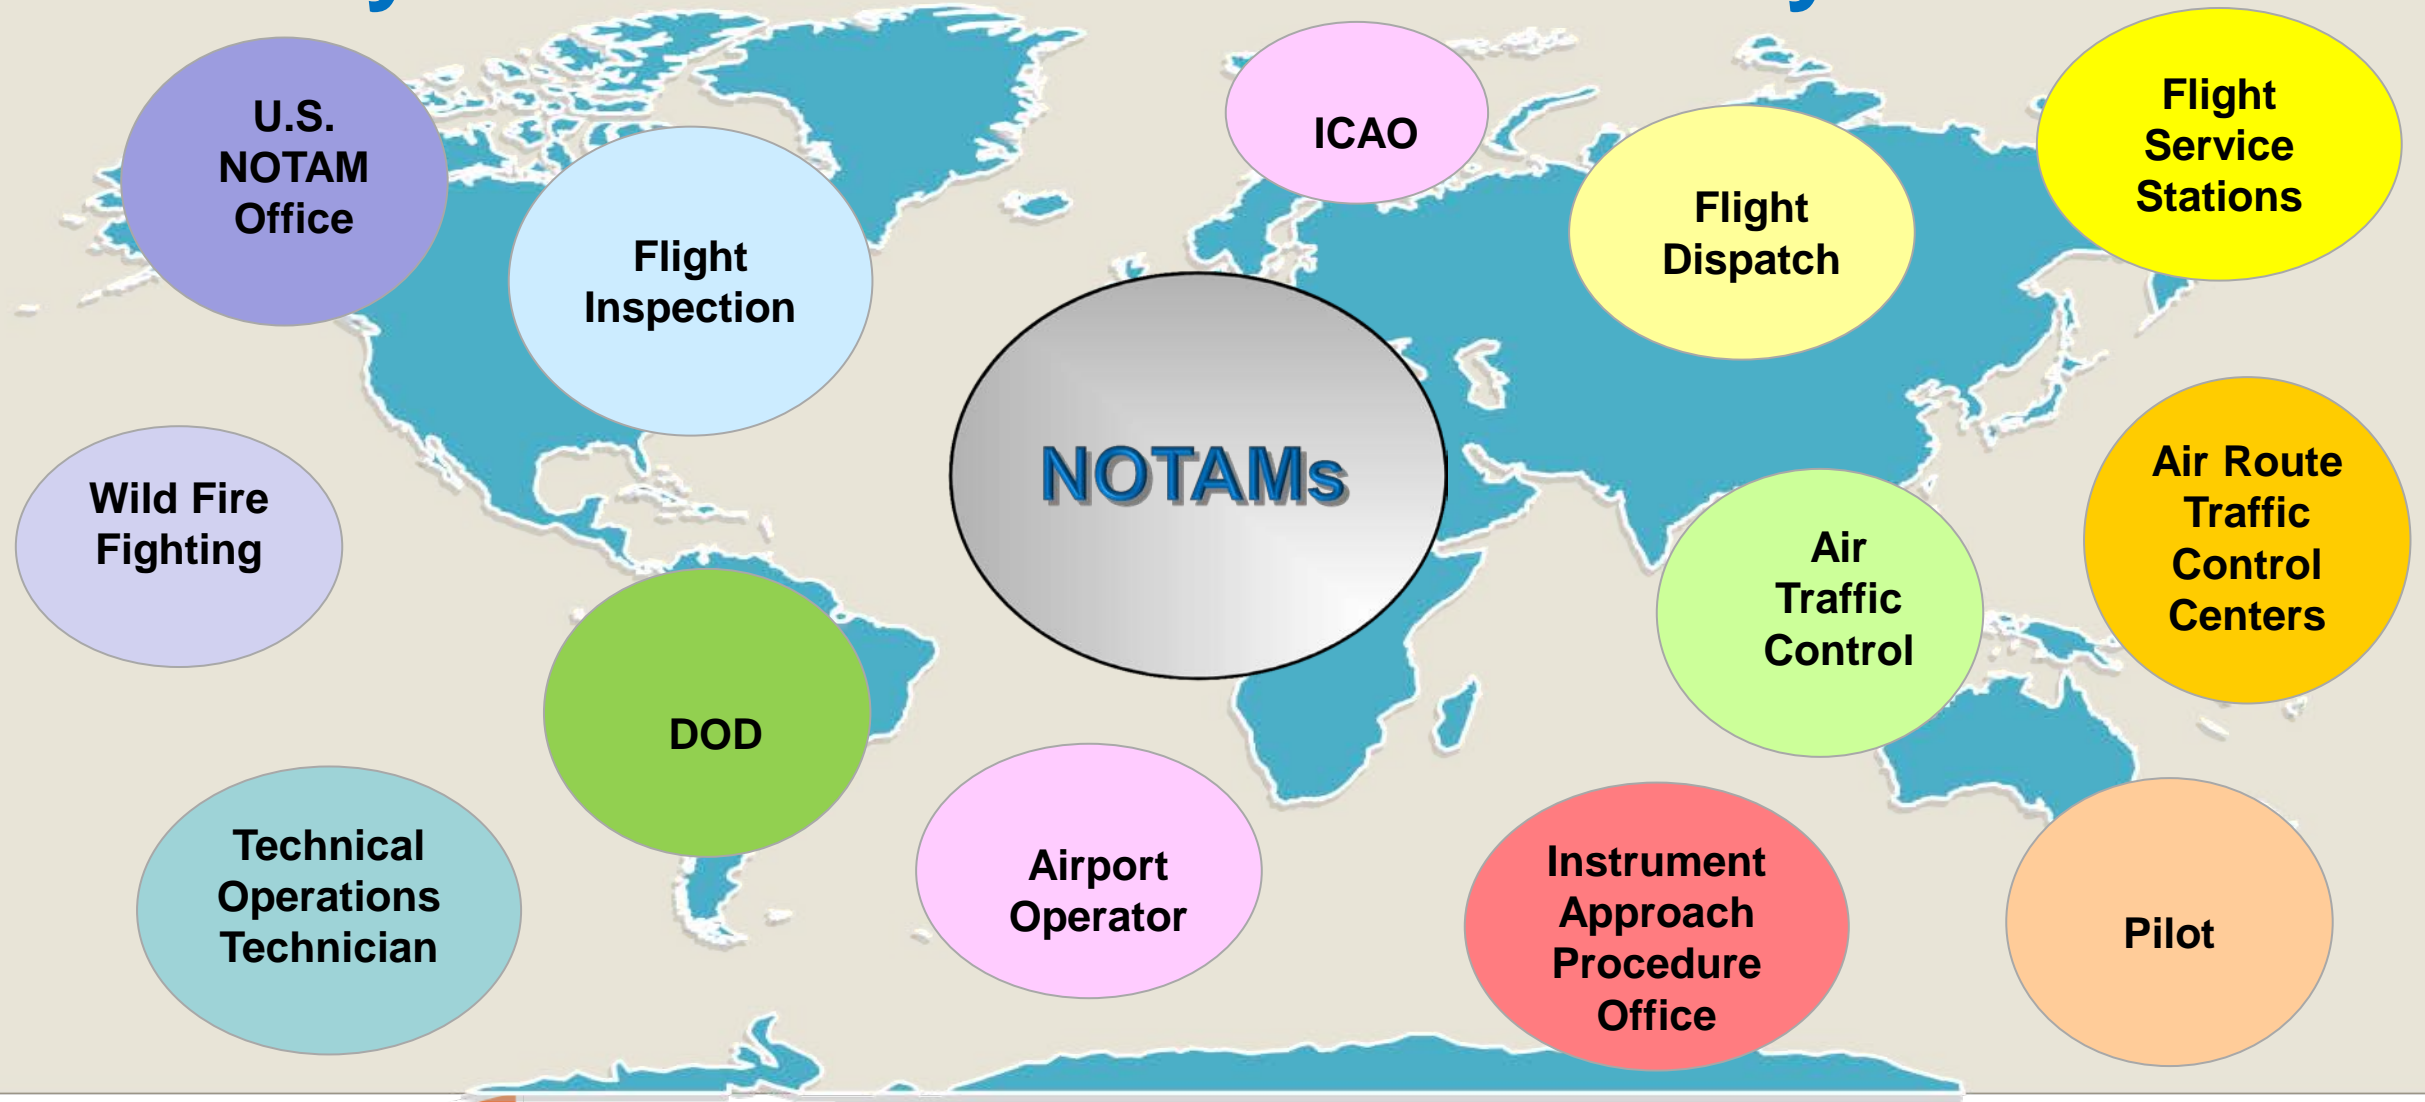 U.S.
NOTAM
Office
Flight
Inspection
ICAO
Flight
Dispatch
Flight
Service
Stations
Wild Fire
Fighting
NOTAMs
Air
Traffic
Control
Air Route
Traffic
Control
Centers
DOD
Technical
Operations
Technician
Airport
Operator
Instrument
Approach
Procedure
Office
Pilot